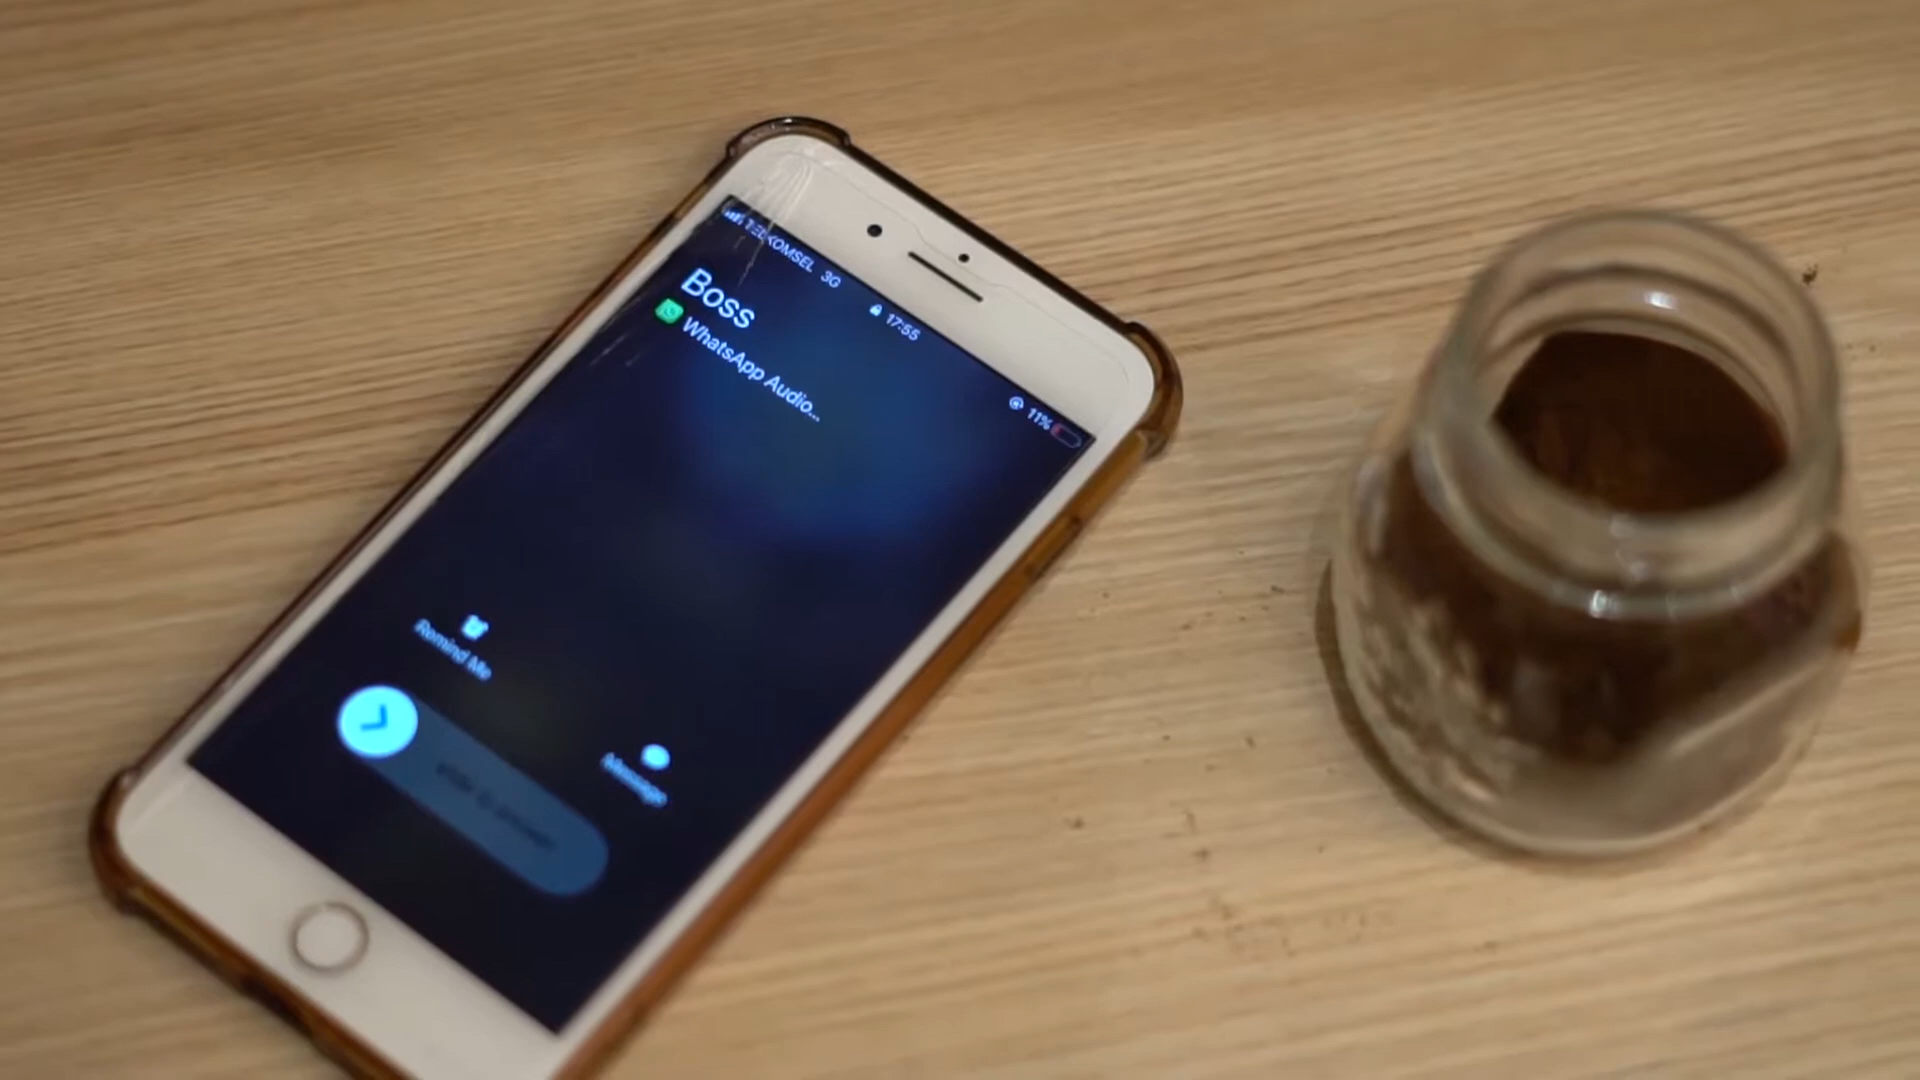 TELKOMSEL 3G 17:55 11%
Boss
WhatsApp Audio...
Remind Me
Message